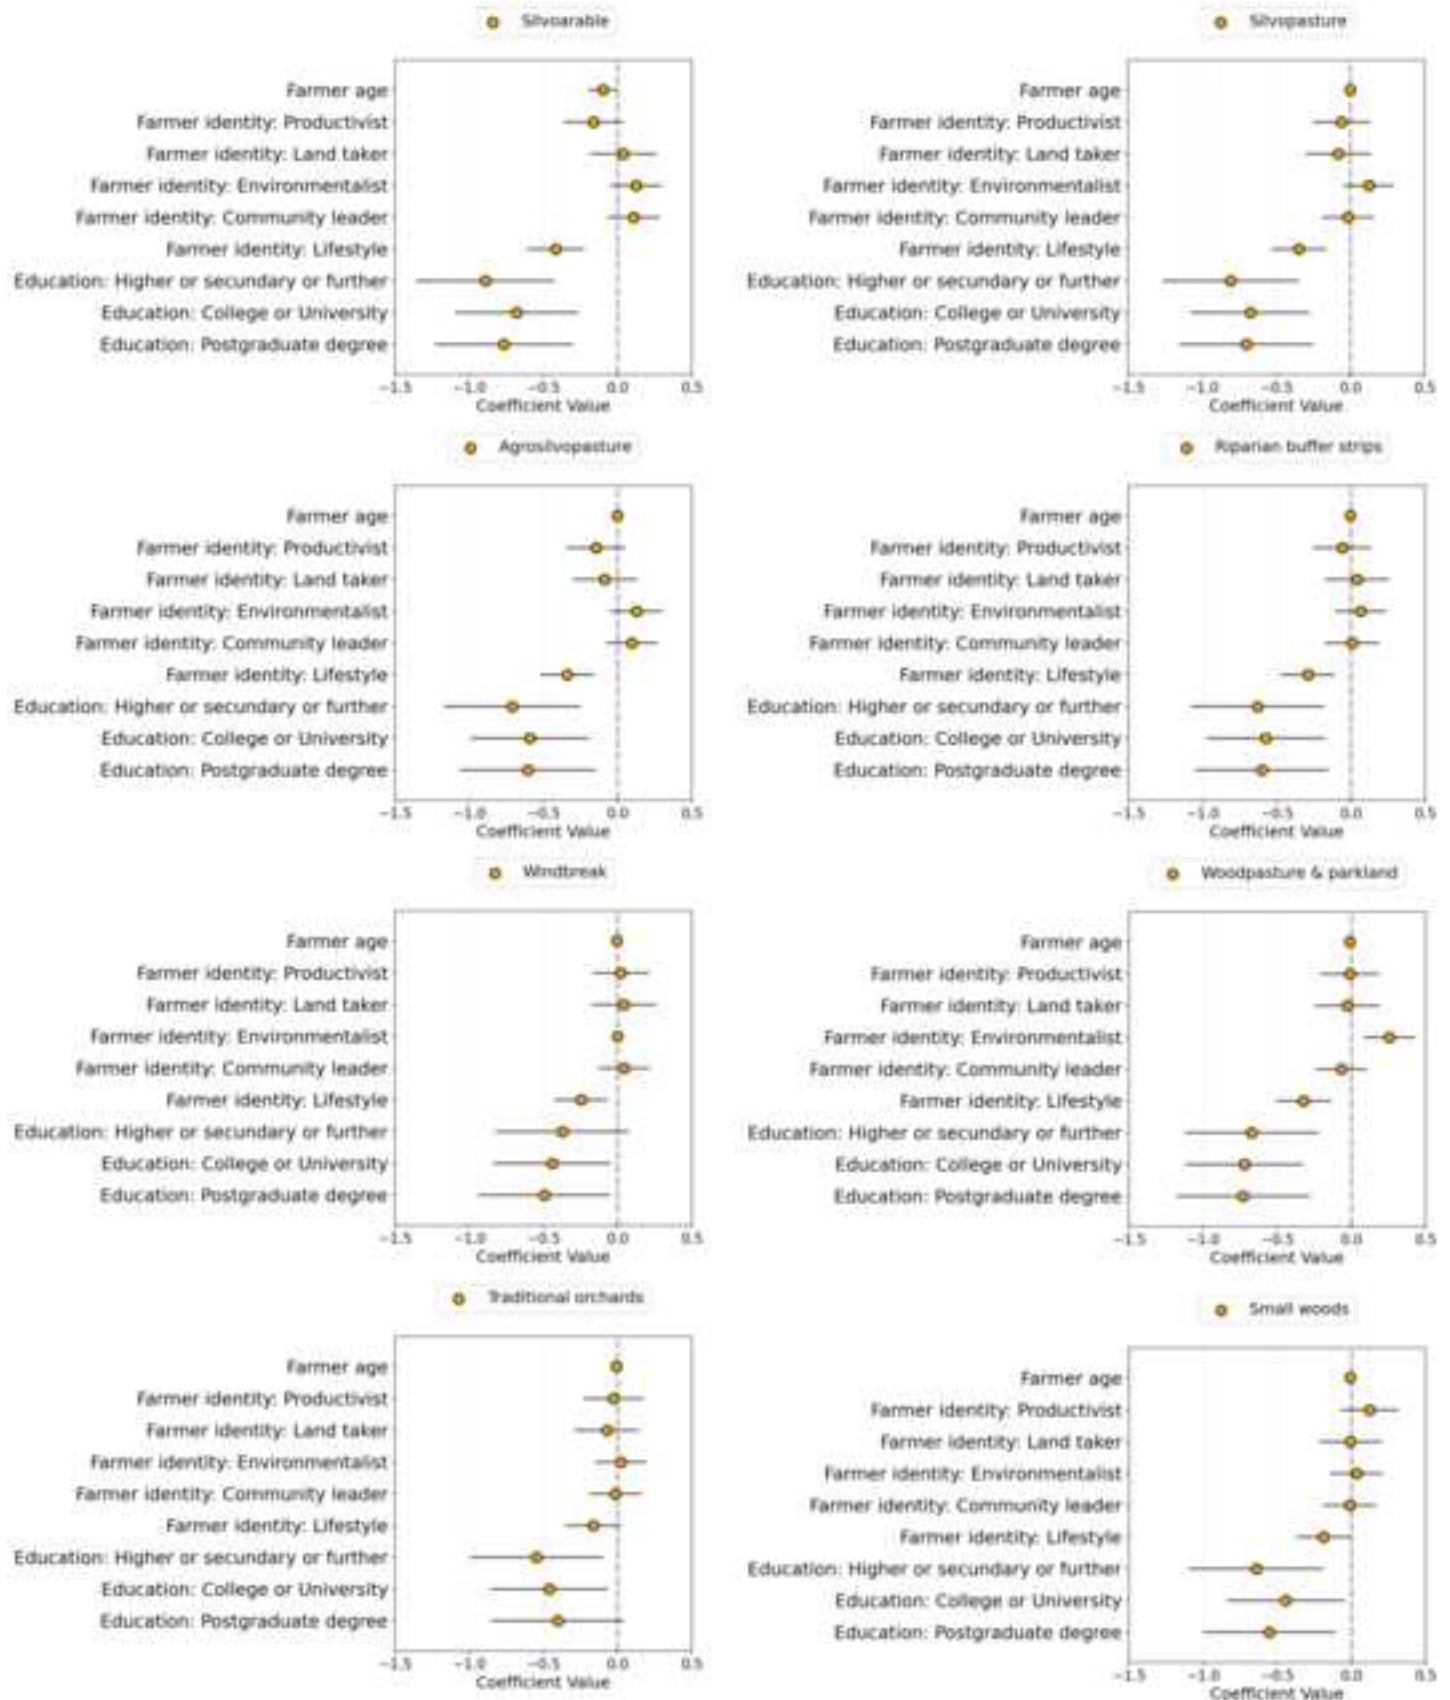 Silvoarable
Farmer age
Farmer identity: Productivist
Farmer identity: Land taker
Farmer identity: Environmentalist
Farmer identity: Community leader
Farmer identity: Lifestyle
Education: Higher or secundary or further
Education: College or University
Education: Postgraduate degree
−1.5 −1.0 −0.5 0.0 0.5
Coefficient Value
Silvopasture
Farmer age
Farmer identity: Productivist
Farmer identity: Land taker
Farmer identity: Environmentalist
Farmer identity: Community leader
Farmer identity: Lifestyle
Education: Higher or secundary or further
Education: College or University
Education: Postgraduate degree
−1.5 −1.0 −0.5 0.0 0.5
Coefficient Value
Agrosilvopasture
Farmer age
Farmer identity: Productivist
Farmer identity: Land taker
Farmer identity: Environmentalist
Farmer identity: Community leader
Farmer identity: Lifestyle
Education: Higher or secundary or further
Education: College or University
Education: Postgraduate degree
−1.5 −1.0 −0.5 0.0 0.5
Coefficient Value
Riparian buffer strips
Farmer age
Farmer identity: Productivist
Farmer identity: Land taker
Farmer identity: Environmentalist
Farmer identity: Community leader
Farmer identity: Lifestyle
Education: Higher or secundary or further
Education: College or University
Education: Postgraduate degree
−1.5 −1.0 −0.5 0.0 0.5
Coefficient Value
Windbreak
Farmer age
Farmer identity: Productivist
Farmer identity: Land taker
Farmer identity: Environmentalist
Farmer identity: Community leader
Farmer identity: Lifestyle
Education: Higher or secundary or further
Education: College or University
Education: Postgraduate degree
−1.5 −1.0 −0.5 0.0 0.5
Coefficient Value
Woodpasture & parkland
Farmer age
Farmer identity: Productivist
Farmer identity: Land taker
Farmer identity: Environmentalist
Farmer identity: Community leader
Farmer identity: Lifestyle
Education: Higher or secundary or further
Education: College or University
Education: Postgraduate degree
−1.5 −1.0 −0.5 0.0 0.5
Coefficient Value
Traditional orchards
Farmer age
Farmer identity: Productivist
Farmer identity: Land taker
Farmer identity: Environmentalist
Farmer identity: Community leader
Farmer identity: Lifestyle
Education: Higher or secundary or further
Education: College or University
Education: Postgraduate degree
−1.5 −1.0 −0.5 0.0 0.5
Coefficient Value
Small woods
Farmer age
Farmer identity: Productivist
Farmer identity: Land taker
Farmer identity: Environmentalist
Farmer identity: Community leader
Farmer identity: Lifestyle
Education: Higher or secundary or further
Education: College or University
Education: Postgraduate degree
−1.5 −1.0 −0.5 0.0 0.5
Coefficient Value